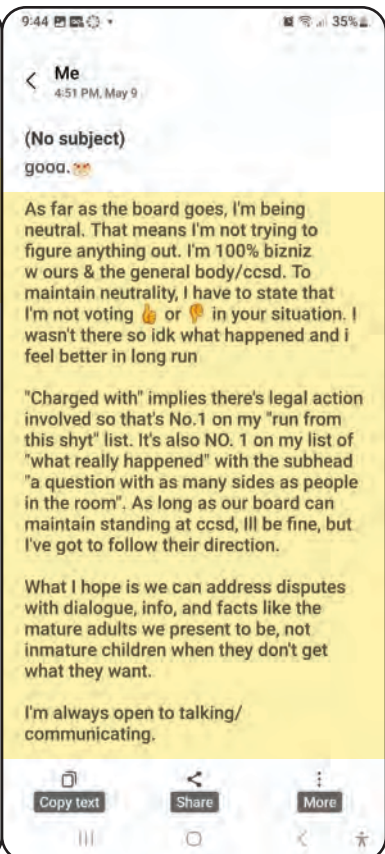 9:44
35%
Me
4:51 PM, May 9
(No subject)
good.😁
As far as the board goes, I'm being
neutral. That means I'm not trying to
figure anything out. I'm 100% bizniz
w ours & the general body/ccsd. To
maintain neutrality, I have to state that
I'm not voting 👍 or 👎 in your situation. I
wasn't there so idk what happened and i
feel better in long run
"Charged with" implies there's legal action
involved so that's No.1 on my "run from
this shyt" list. It's also NO. 1 on my list of
"what really happened" with the subhead
"a question with as many sides as people
in the room". As long as our board can
maintain standing at ccsd, Ill be fine, but
I've got to follow their direction.
What I hope is we can address disputes
with dialogue, info, and facts like the
mature adults we present to be, not
inmature children when they don't get
what they want.
I'm always open to talking/
communicating.
Copy text
Share
More